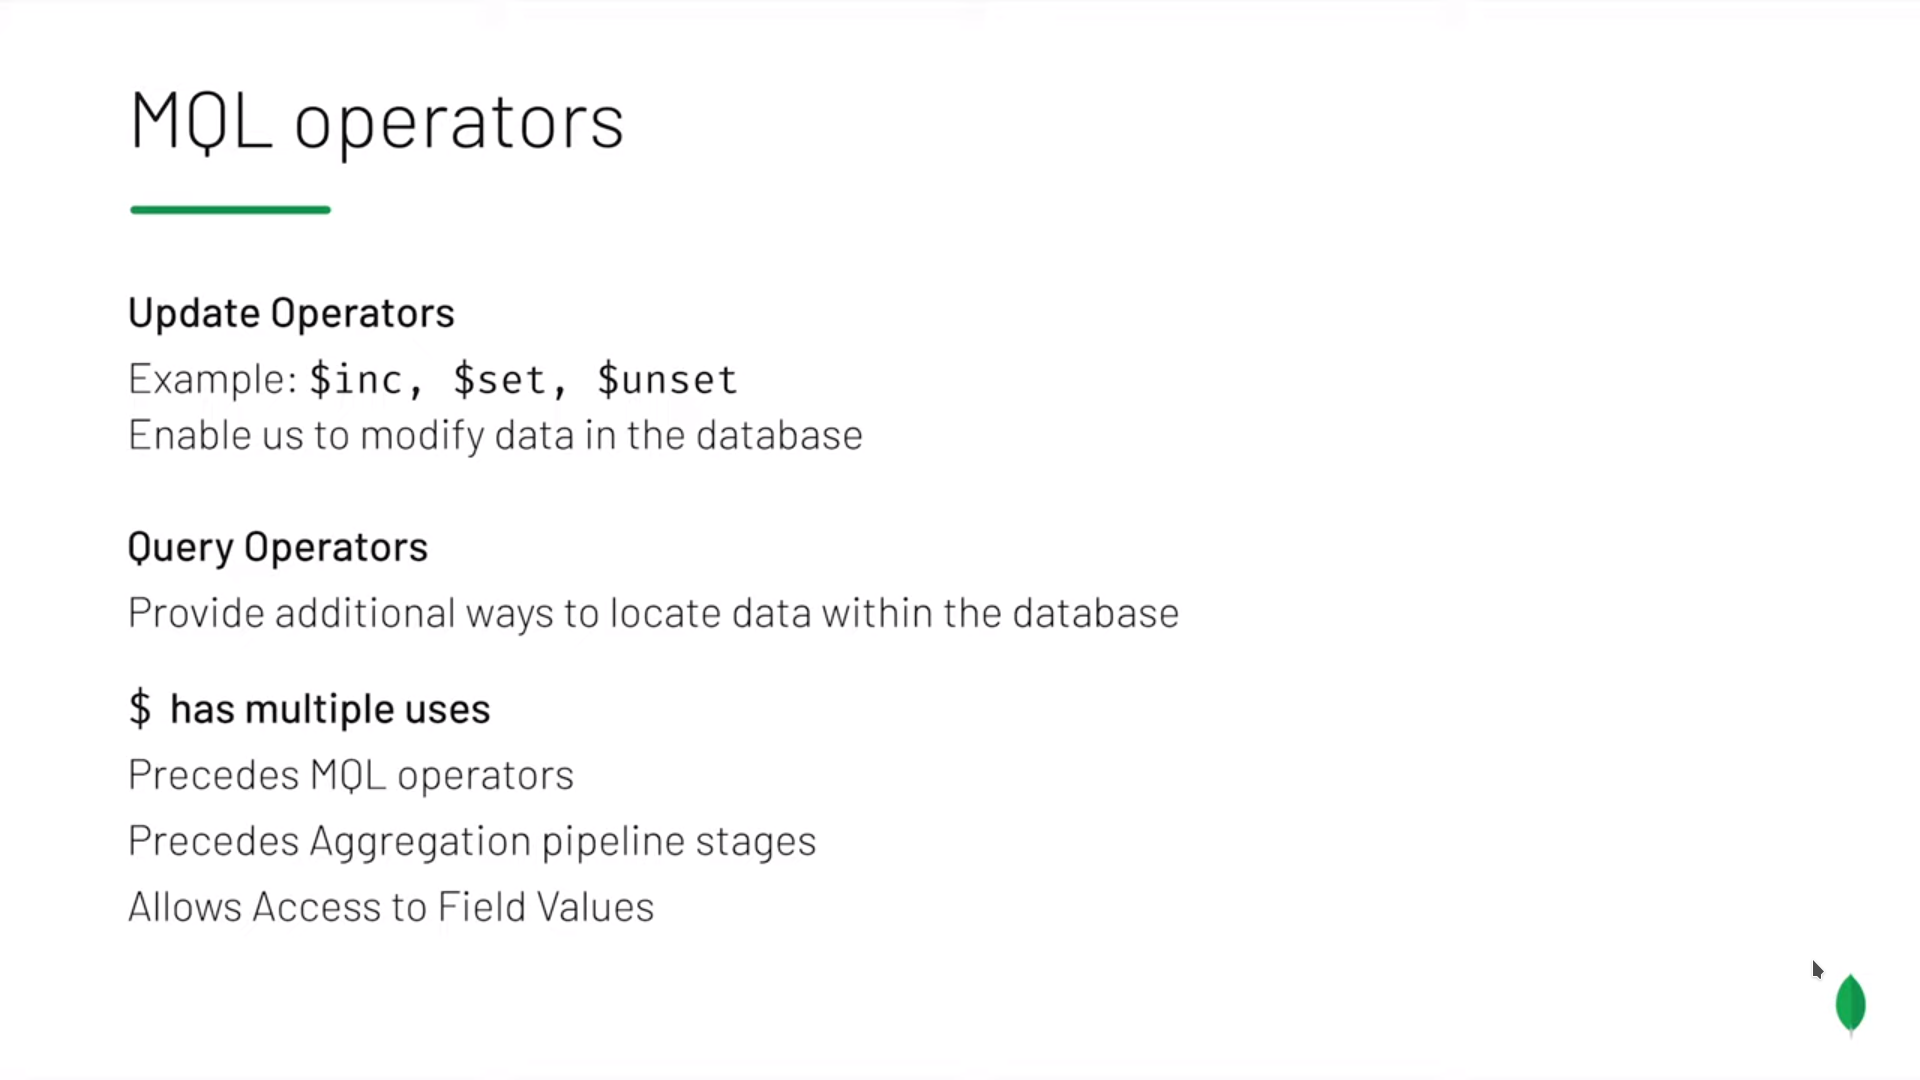 MQL operators
Update Operators
Example: $inc, $set, $unset
Enable us to modify data in the database
Query Operators
Provide additional ways to locate data within the database
$ has multiple uses
Precedes MQL operators
Precedes Aggregation pipeline stages
Allows Access to Field Values